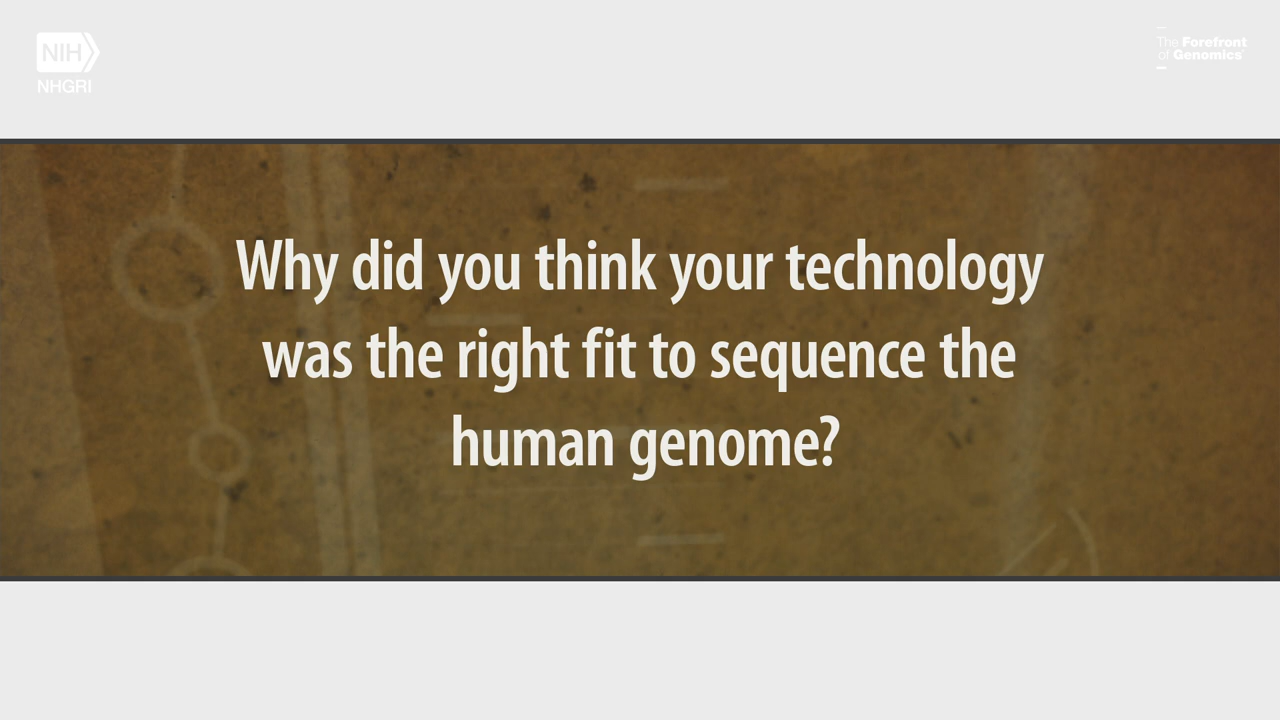 NIH
NHGRI
The Forefront
of Genomics®
Why did you think your technology
was the right fit to sequence the
human genome?